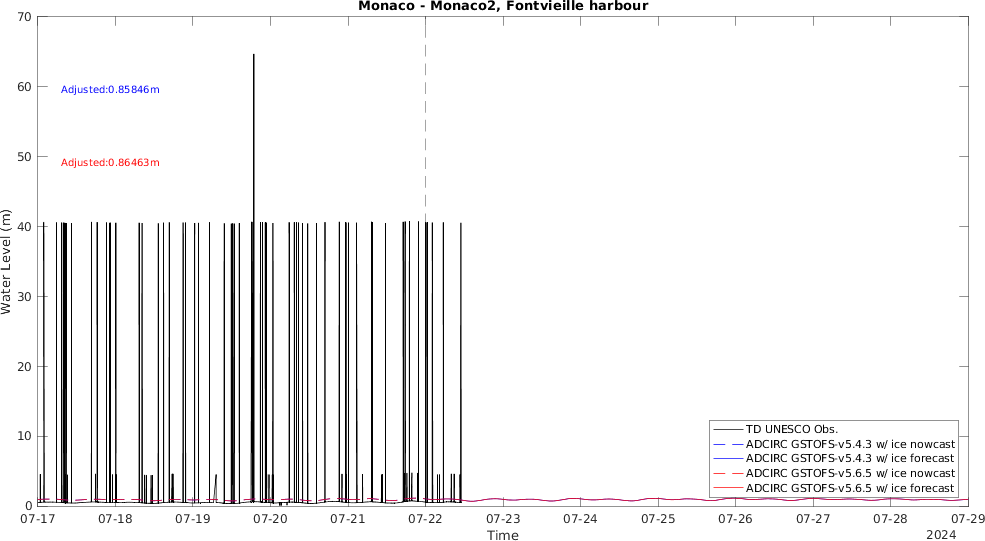 Monaco - Monaco2, Fontvieille harbour
70
60
50
40
30
20
10
0
Water Level (m)
Adjusted:0.85846m
Adjusted:0.86463m
TD UNESCO Obs.
ADCIRC GSTOFS-v5.4.3 w/ ice nowcast
ADCIRC GSTOFS-v5.4.3 w/ ice forecast
ADCIRC GSTOFS-v5.6.5 w/ ice nowcast
ADCIRC GSTOFS-v5.6.5 w/ ice forecast
07-17 07-18 07-19 07-20 07-21 07-22 07-23 07-24 07-25 07-26 07-27 07-28 07-29
Time
2024